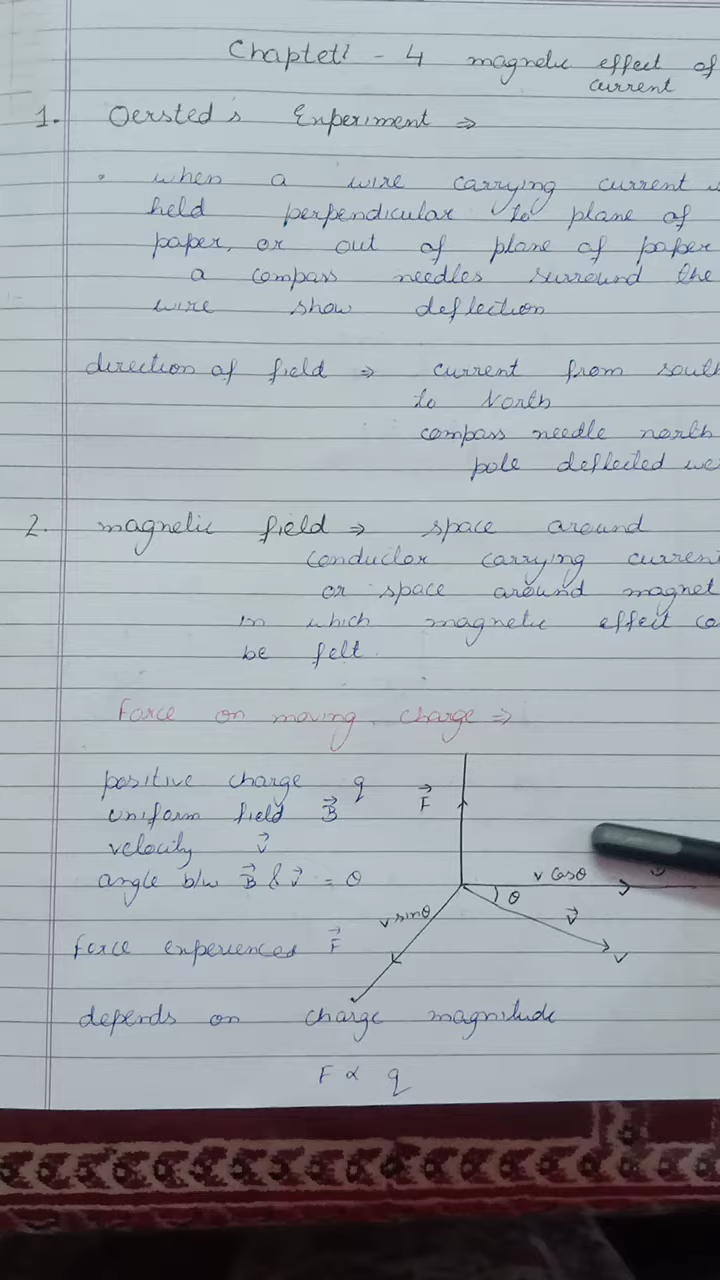 Chapter - 4 magnetic effect of
current
1. Oersted's Experiment ⇒
• when a wire carrying current
held perpendicular to plane of
paper, or out of plane of paper
a compass needles surround the
wire show deflection
direction of field ⇒ current from south
to North
compass needle north
pole deflected we
2. magnetic field ⇒ space around
conductor carrying current
or space around magnet
in which magnetic effect ca
be felt.
Force on moving charge ⇒
positive charge q
uniform field B⃗
velocity v⃗
angle b/w B⃗ & v⃗ = θ
F⃗
v cosθ
θ
v⃗
v
v sinθ
Force experienced F⃗
depends on charge magnitude
F ∝ q